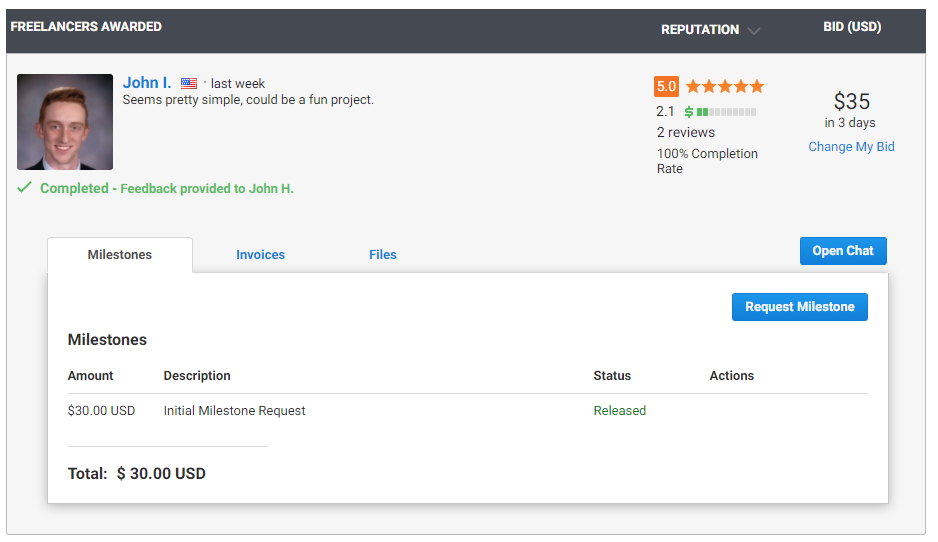 FREELANCERS AWARDED REPUTATION BID (USD)
John I. · last week
Seems pretty simple, could be a fun project.
5.0
2.1 $
2 reviews
100% Completion
Rate
$35
in 3 days
Change My Bid
Completed - Feedback provided to John H.
Milestones Invoices Files Open Chat
Request Milestone
Milestones
Amount Description Status Actions
$30.00 USD Initial Milestone Request Released
Total: $ 30.00 USD